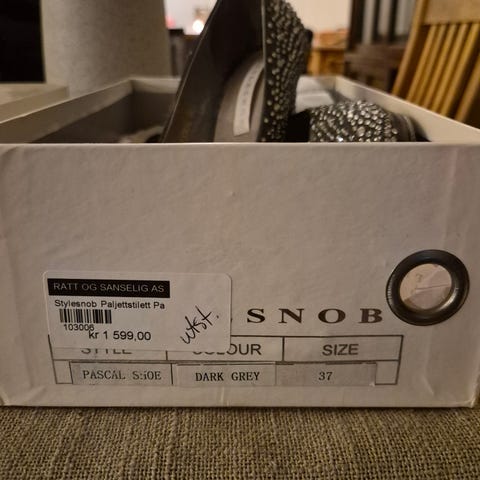 RATT OG SANSELIG AS
Stylesnob Paljettstilett Pa
103006
kr 1 599,00
utst.
SNOB
STYLE COLOUR SIZE
PASCAL SHOE DARK GREY 37